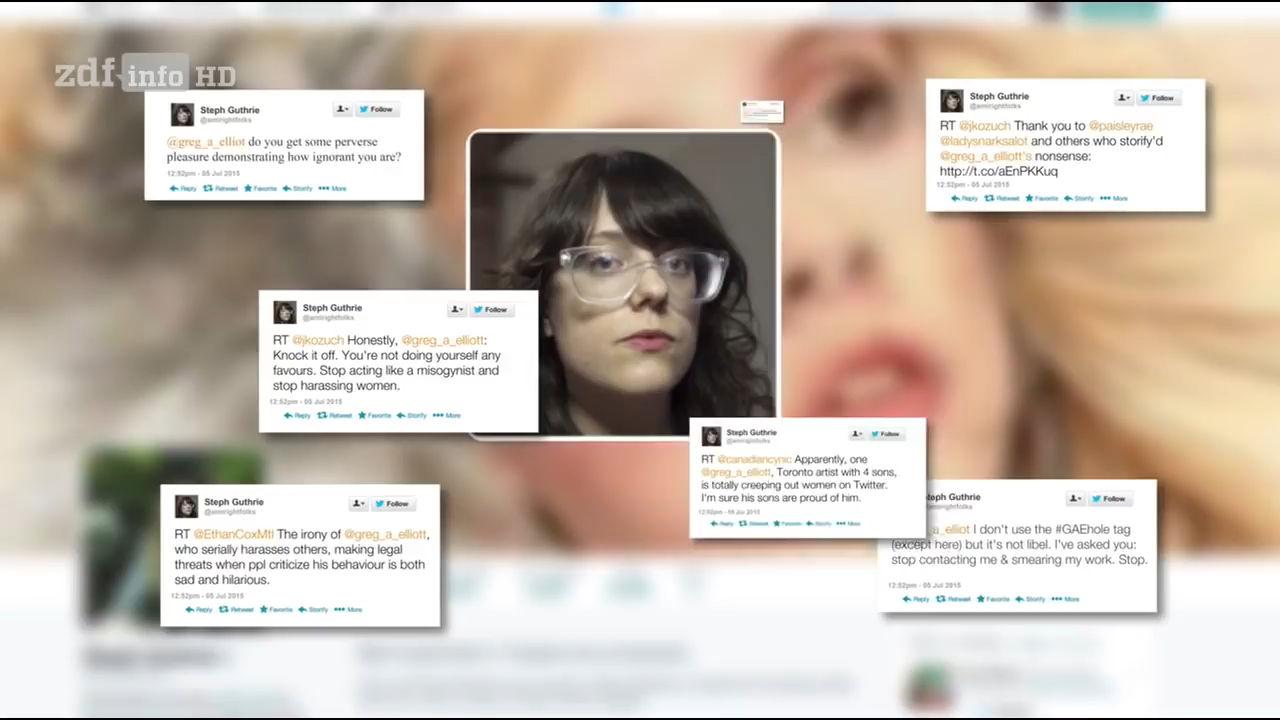 zdf info HD
Steph Guthrie
@amirightfolks
Follow
@greg_a_elliot do you get some perverse
pleasure demonstrating how ignorant you are?
12:52pm - 05 Jul 2015
Reply Retweet Favorite Storify More
Steph Guthrie
@amirightfolks
Follow
RT @jkozuch Thank you to @paisleyrae
@ladysnarksalot and others who storify'd
@greg_a_elliott's nonsense:
http://t.co/aEnPKKuq
12:52pm - 05 Jul 2015
Reply Retweet Favorite Storify More
Steph Guthrie
@amirightfolks
Follow
RT @jkozuch Honestly, @greg_a_elliott:
Knock it off. You're not doing yourself any
favours. Stop acting like a misogynist and
stop harassing women.
12:52pm - 05 Jul 2015
Reply Retweet Favorite Storify More
Steph Guthrie
@amirightfolks
Follow
RT @canadiancynic Apparently, one
@greg_a_elliott, Toronto artist with 4 sons,
is totally creeping out women on Twitter.
I'm sure his sons are proud of him.
12:52pm - 05 Jul 2015
Reply Retweet Favorite Storify More
Steph Guthrie
@amirightfolks
Follow
RT @EthanCoxMtl The irony of @greg_a_elliott,
who serially harasses others, making legal
threats when ppl criticize his behaviour is both
sad and hilarious.
12:52pm - 05 Jul 2015
Reply Retweet Favorite Storify More
Guthrie
Follow
a_elliot I don't use the #GAEhole tag
(except here) but it's not libel. I've asked you:
stop contacting me & smearing my work. Stop.
12:52pm - 05 Jul 2015
Reply Retweet Favorite Storify More